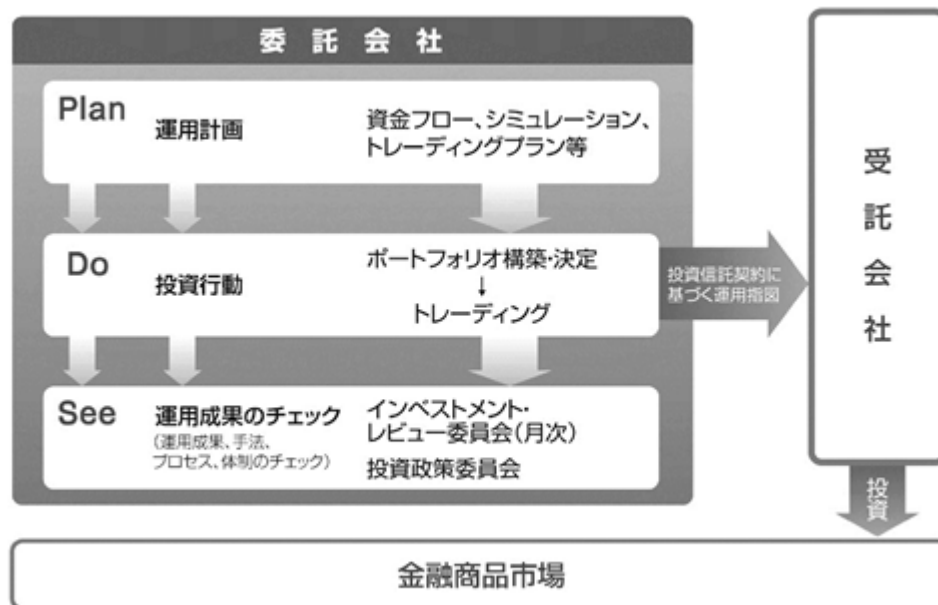 委託会社
Plan
運用計画
資金フロー、シミュレーション、
トレーディングプラン等
Do
投資行動
ポートフォリオ構築・決定
↓
トレーディング
投資信託契約に
基づく運用指図
See
運用成果のチェック
(運用成果、手法、
プロセス、体制のチェック)
インベストメント・
レビュー委員会(月次)
投資政策委員会
受託会社
投資
金融商品市場